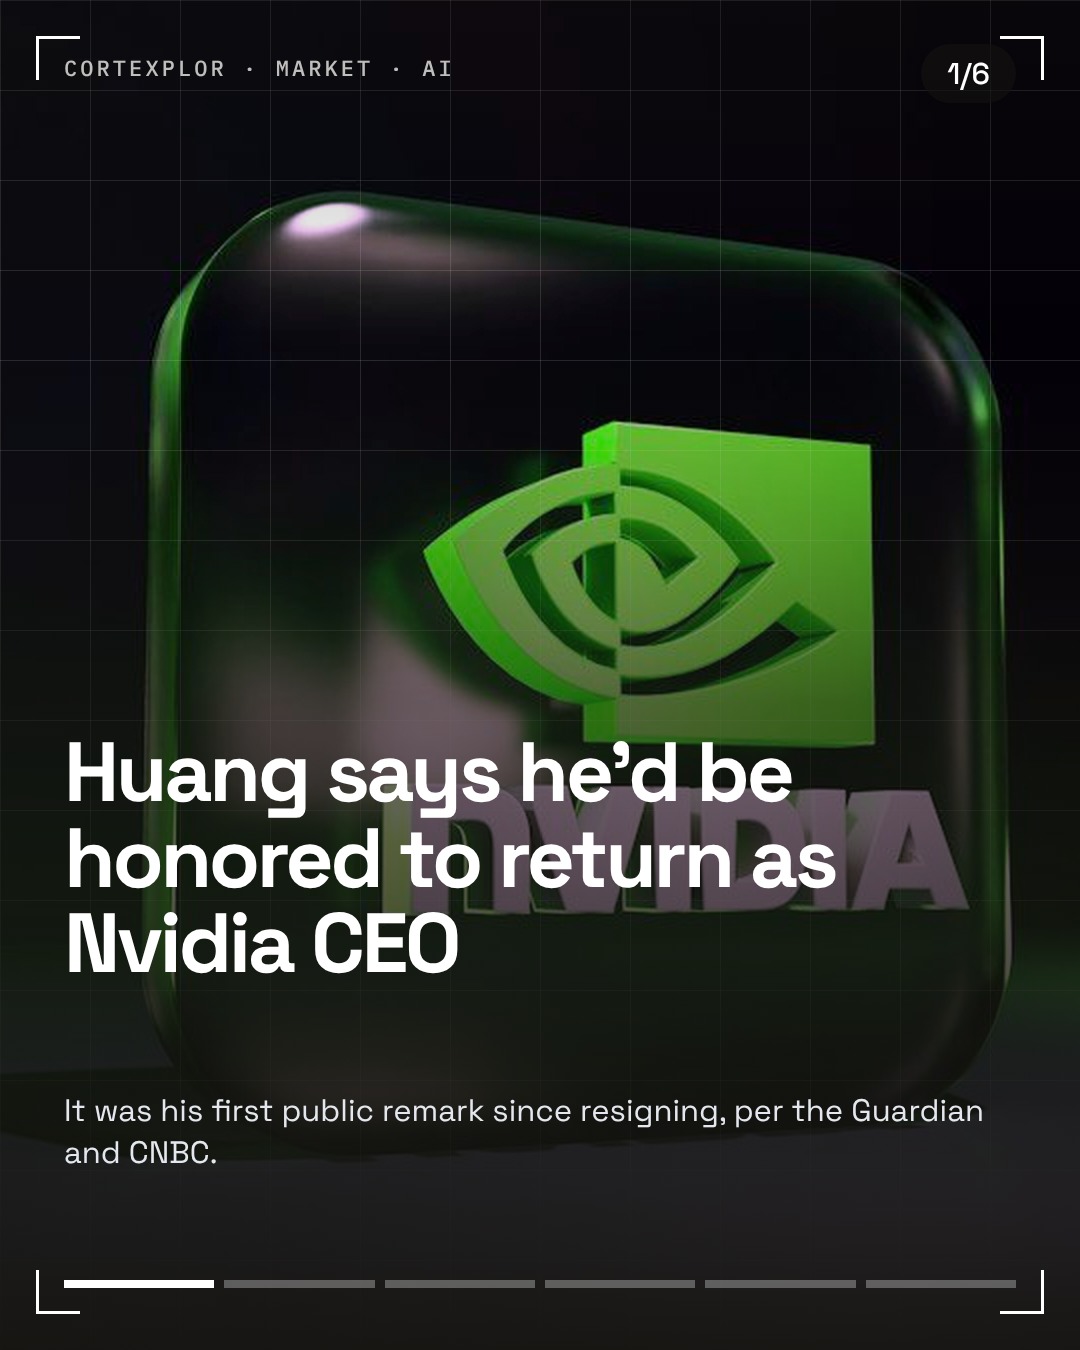 CORTEXPLOR · MARKET · AI
1/6
NVIDIA
Huang says he’d be
honored to return as
Nvidia CEO
It was his first public remark since resigning, per the Guardian
and CNBC.